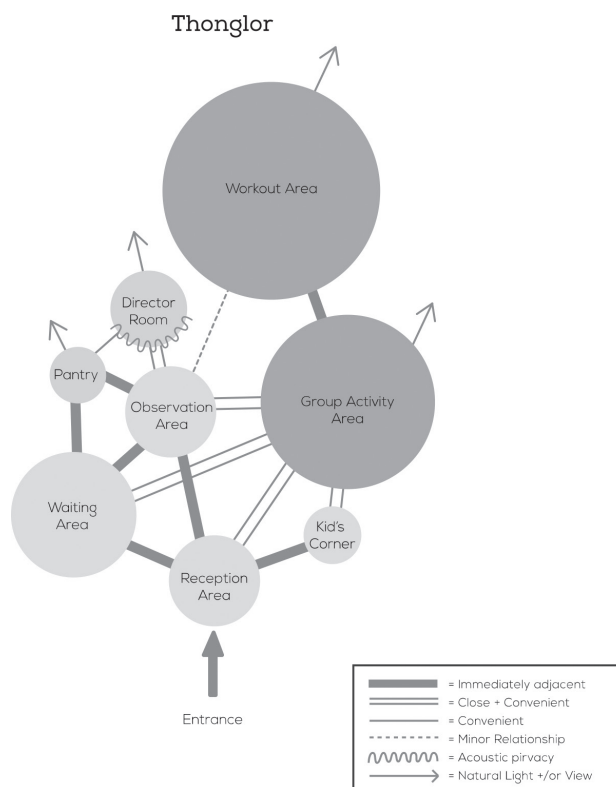 Thonglor
Workout Area
Director
Room
Pantry
Observation
Area
Group Activity
Area
Waiting
Area
Kid's
Corner
Reception
Area
Entrance
= Immediately adjacent
= Close + Convenient
= Convenient
= Minor Relationship
= Acoustic pirvacy
= Natural Light +/or View